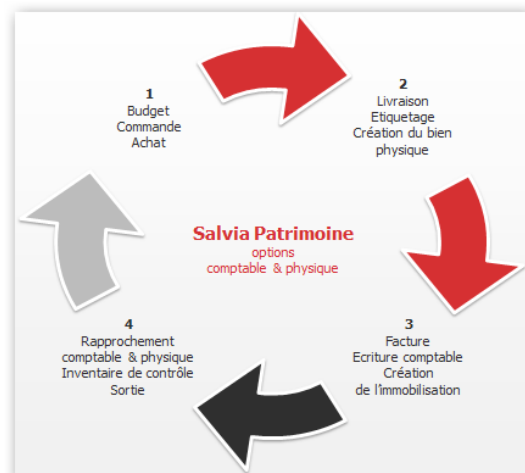 1
Budget
Commande
Achat
2
Livraison
Etiquetage
Création du bien
physique
Salvia Patrimoine
options
comptable & physique
3
Facture
Ecriture comptable
Création
de l'immobilisation
4
Rapprochement
comptable & physique
Inventaire de contrôle
Sortie